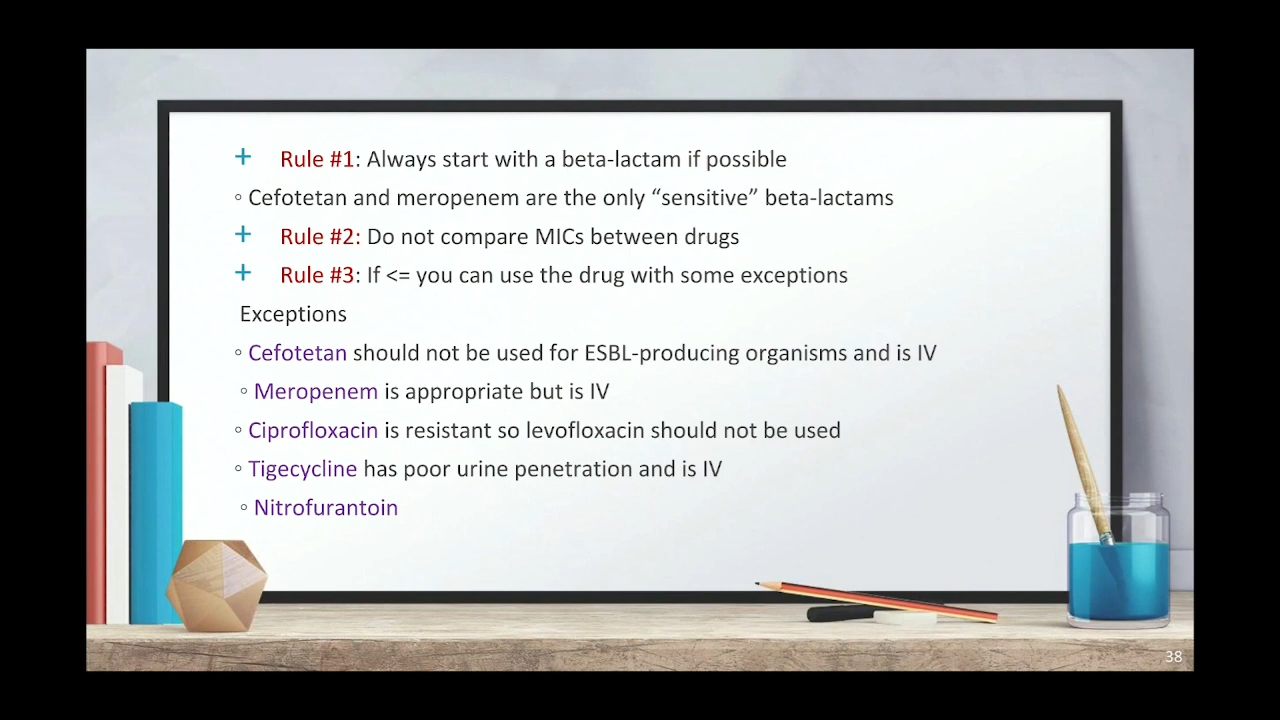 + Rule #1: Always start with a beta-lactam if possible
◦ Cefotetan and meropenem are the only “sensitive” beta-lactams
+ Rule #2: Do not compare MICs between drugs
+ Rule #3: If <= you can use the drug with some exceptions
Exceptions
◦ Cefotetan should not be used for ESBL-producing organisms and is IV
◦ Meropenem is appropriate but is IV
◦ Ciprofloxacin is resistant so levofloxacin should not be used
◦ Tigecycline has poor urine penetration and is IV
◦ Nitrofurantoin
38